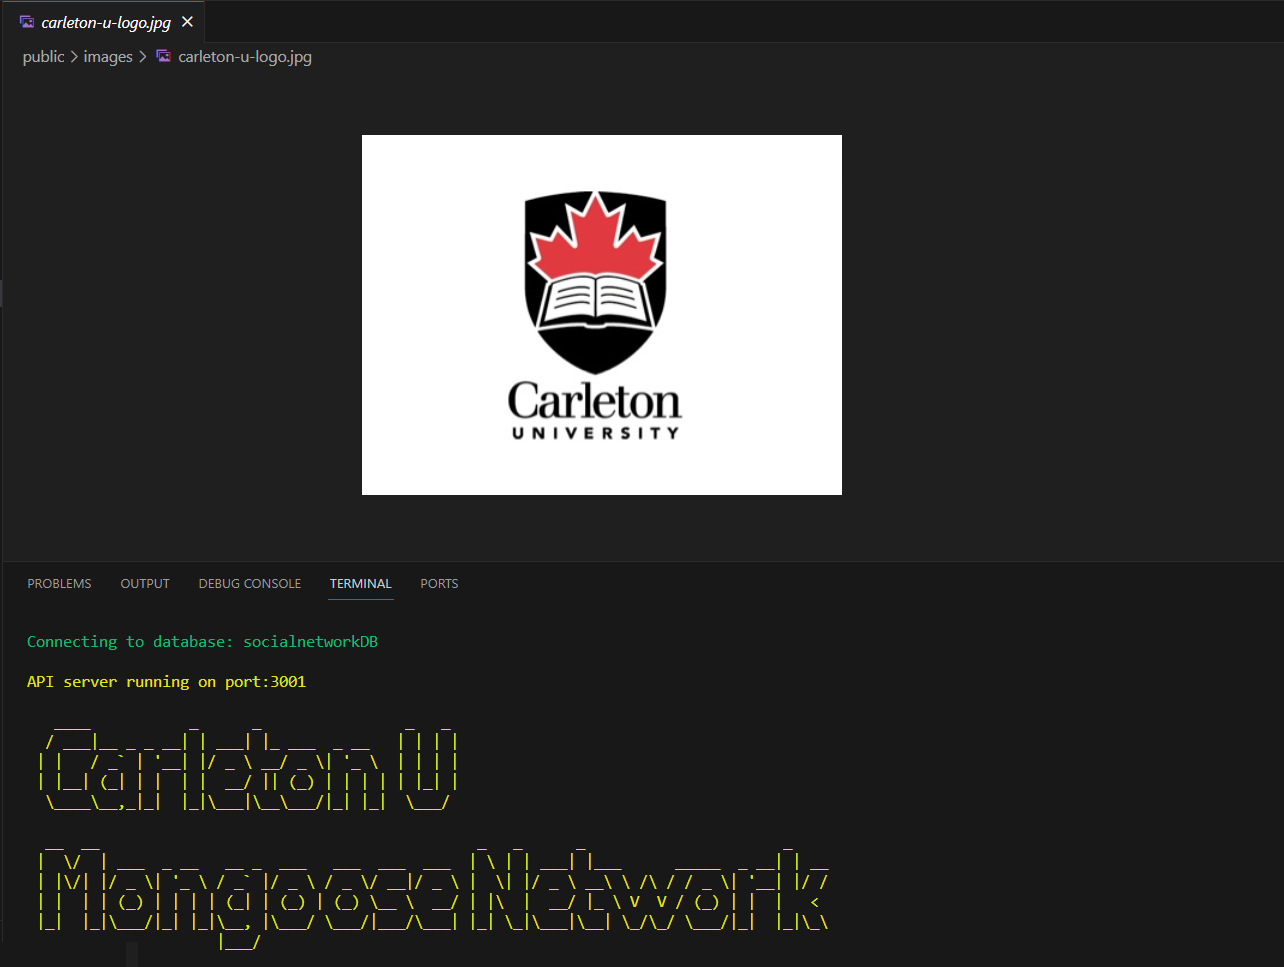 carleton-u-logo.jpg
public > images > carleton-u-logo.jpg
Carleton
UNIVERSITY
PROBLEMS OUTPUT DEBUG CONSOLE TERMINAL PORTS
Connecting to database: socialnetworkDB
API server running on port:3001
Carleton U
MongooseNetwork